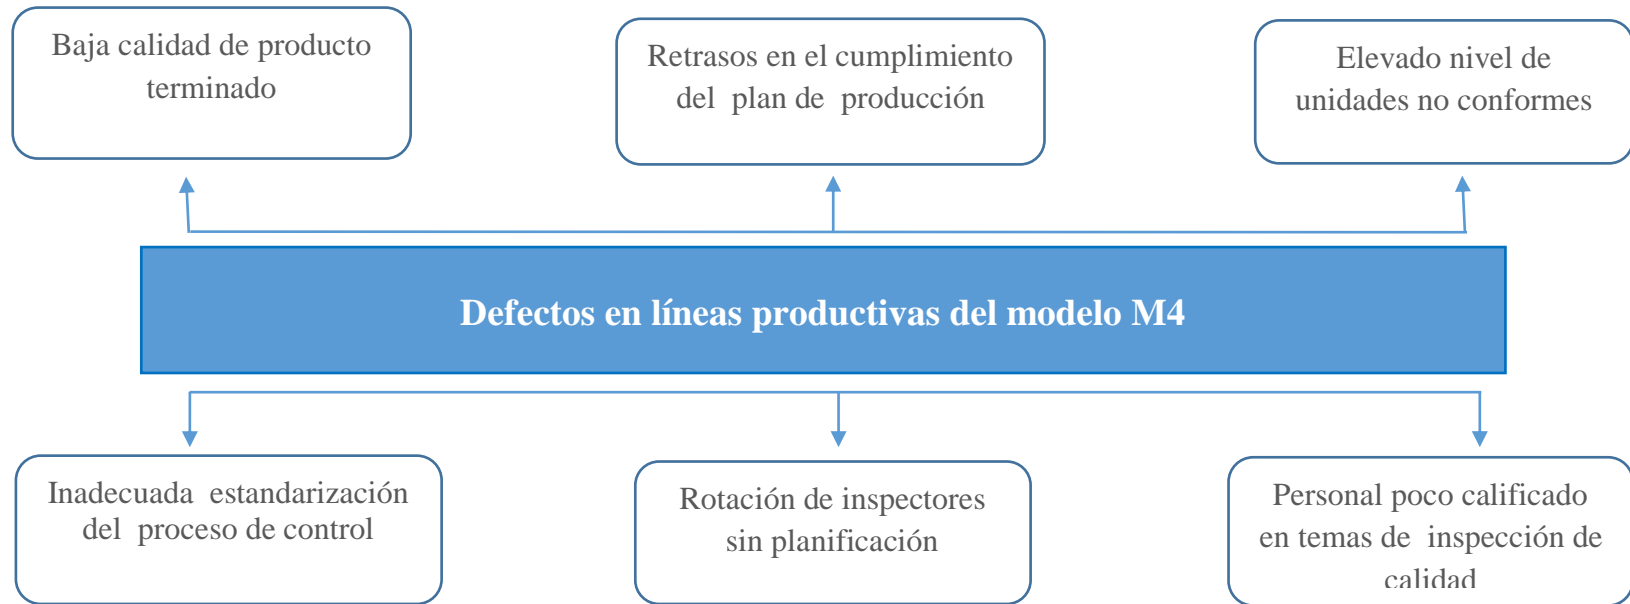 Baja calidad de producto
terminado
Retrasos en el cumplimiento
del plan de producción
Elevado nivel de
unidades no conformes
Defectos en líneas productivas del modelo M4
Inadecuada estandarización
del proceso de control
Rotación de inspectores
sin planificación
Personal poco calificado
en temas de inspección de
calidad